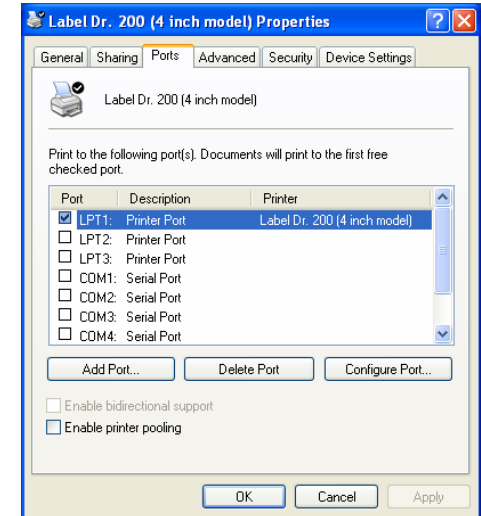 Label Dr. 200 (4 inch model) Properties
General Sharing Ports Advanced Security Device Settings
Label Dr. 200 (4 inch model)
Print to the following port(s). Documents will print to the first free
checked port.
Port Description Printer
LPT1: Printer Port Label Dr. 200 (4 inch model)
LPT2: Printer Port
LPT3: Printer Port
COM1: Serial Port
COM2: Serial Port
COM3: Serial Port
COM4: Serial Port
Add Port... Delete Port Configure Port...
Enable bidirectional support
Enable printer pooling
OK Cancel Apply